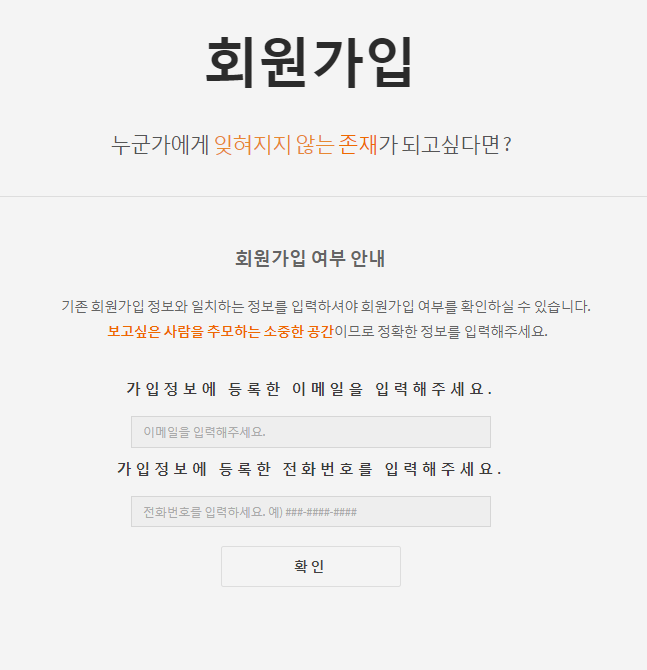 회원가입
누군가에게 잊혀지지 않는 존재가 되고싶다면 ?
회원가입 여부 안내
기존 회원가입 정보와 일치하는 정보를 입력하셔야 회원가입 여부를 확인하실 수 있습니다.
보고싶은 사람을 추모하는 소중한 공간이므로 정확한 정보를 입력해주세요.
가입정보에 등록한 이메일을 입력해주세요.
이메일을 입력해주세요.
가입정보에 등록한 전화번호를 입력해주세요.
전화번호를 입력하세요. 예) ###-####-####
확인